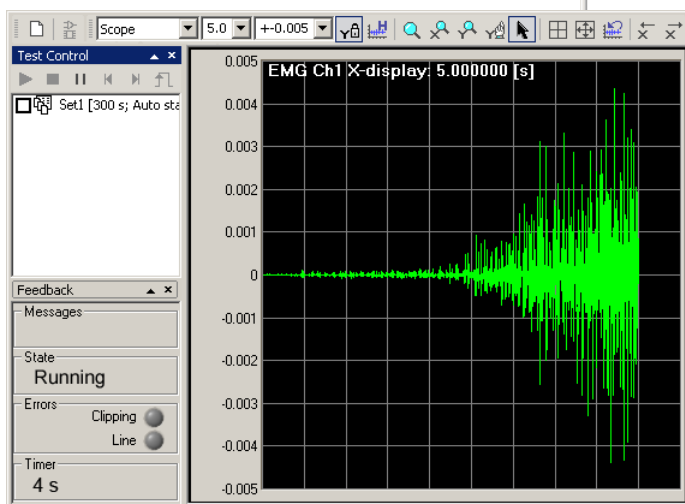 Scope 5.0 +-0.005
Test Control
Set1 [300 s; Auto sta
Feedback
Messages
State
Running
Errors
Clipping
Line
Timer
4 s
EMG Ch1 X-display: 5.000000 [s]
0.005
0.004
0.003
0.002
0.001
0
-0.001
-0.002
-0.003
-0.004
-0.005